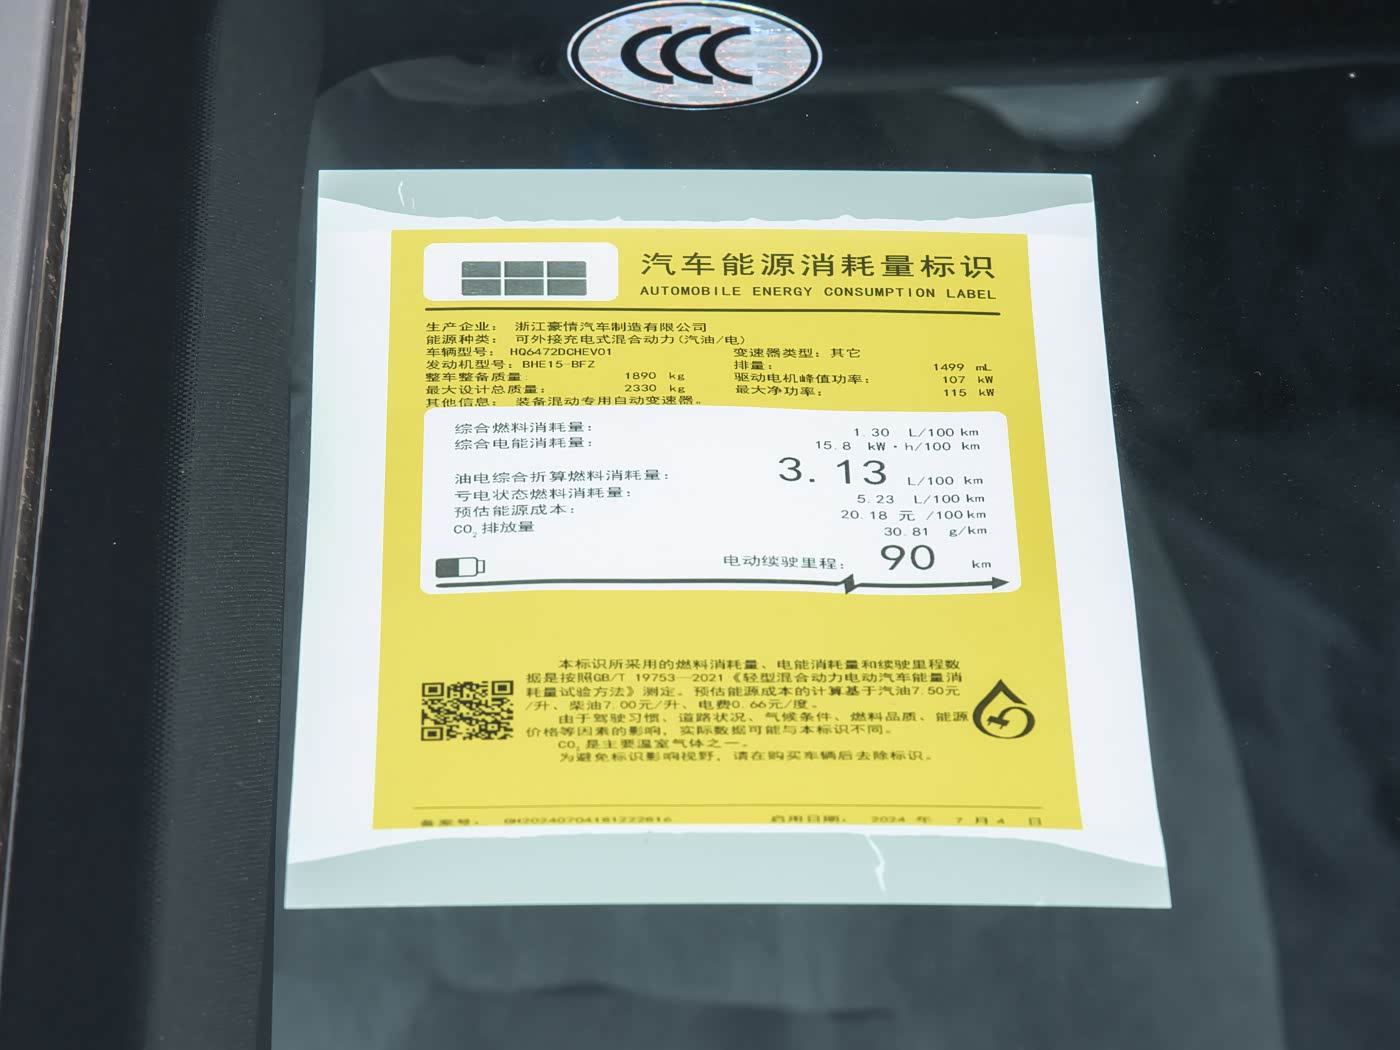 CCC
汽车能源消耗量标识
AUTOMOBILE ENERGY CONSUMPTION LABEL
生产企业： 浙江豪情汽车制造有限公司
能源种类： 可外接充电式混合动力(汽油/电)
车辆型号： HQ6472DCHEV01 变速器类型：其它
发动机型号：BHE15-BFZ 排量： 1499 mL
整车整备质量： 1890 kg 驱动电机峰值功率： 107 kW
最大设计总质量： 2330 kg 最大净功率： 115 kW
其他信息： 装备混动专用自动变速器。
综合燃料消耗量： 1.30 L/100 km
综合电能消耗量： 15.8 kW·h/100 km
油电综合折算燃料消耗量： 3.13 L/100 km
亏电状态燃料消耗量： 5.23 L/100 km
预估能源成本： 20.18 元 /100 km
CO₂排放量 30.81 g/km
电动续驶里程： 90 km
本标识所采用的燃料消耗量、电能消耗量和续驶里程数
据是按照GB/T 19753—2021《轻型混合动力电动汽车能量消
耗量试验方法》测定。预估能源成本的计算基于汽油7.50元
/升、柴油7.00元/升、电费0.66元/度。
由于驾驶习惯、道路状况、气候条件、燃料品质、能源
价格等因素的影响，实际数据可能与本标识不同。
CO₂是主要温室气体之一。
为避免标识影响视野，请在购买车辆后去除标识。
备案号： QH20240704181222816 启用日期： 2024 年 7 月 4 日